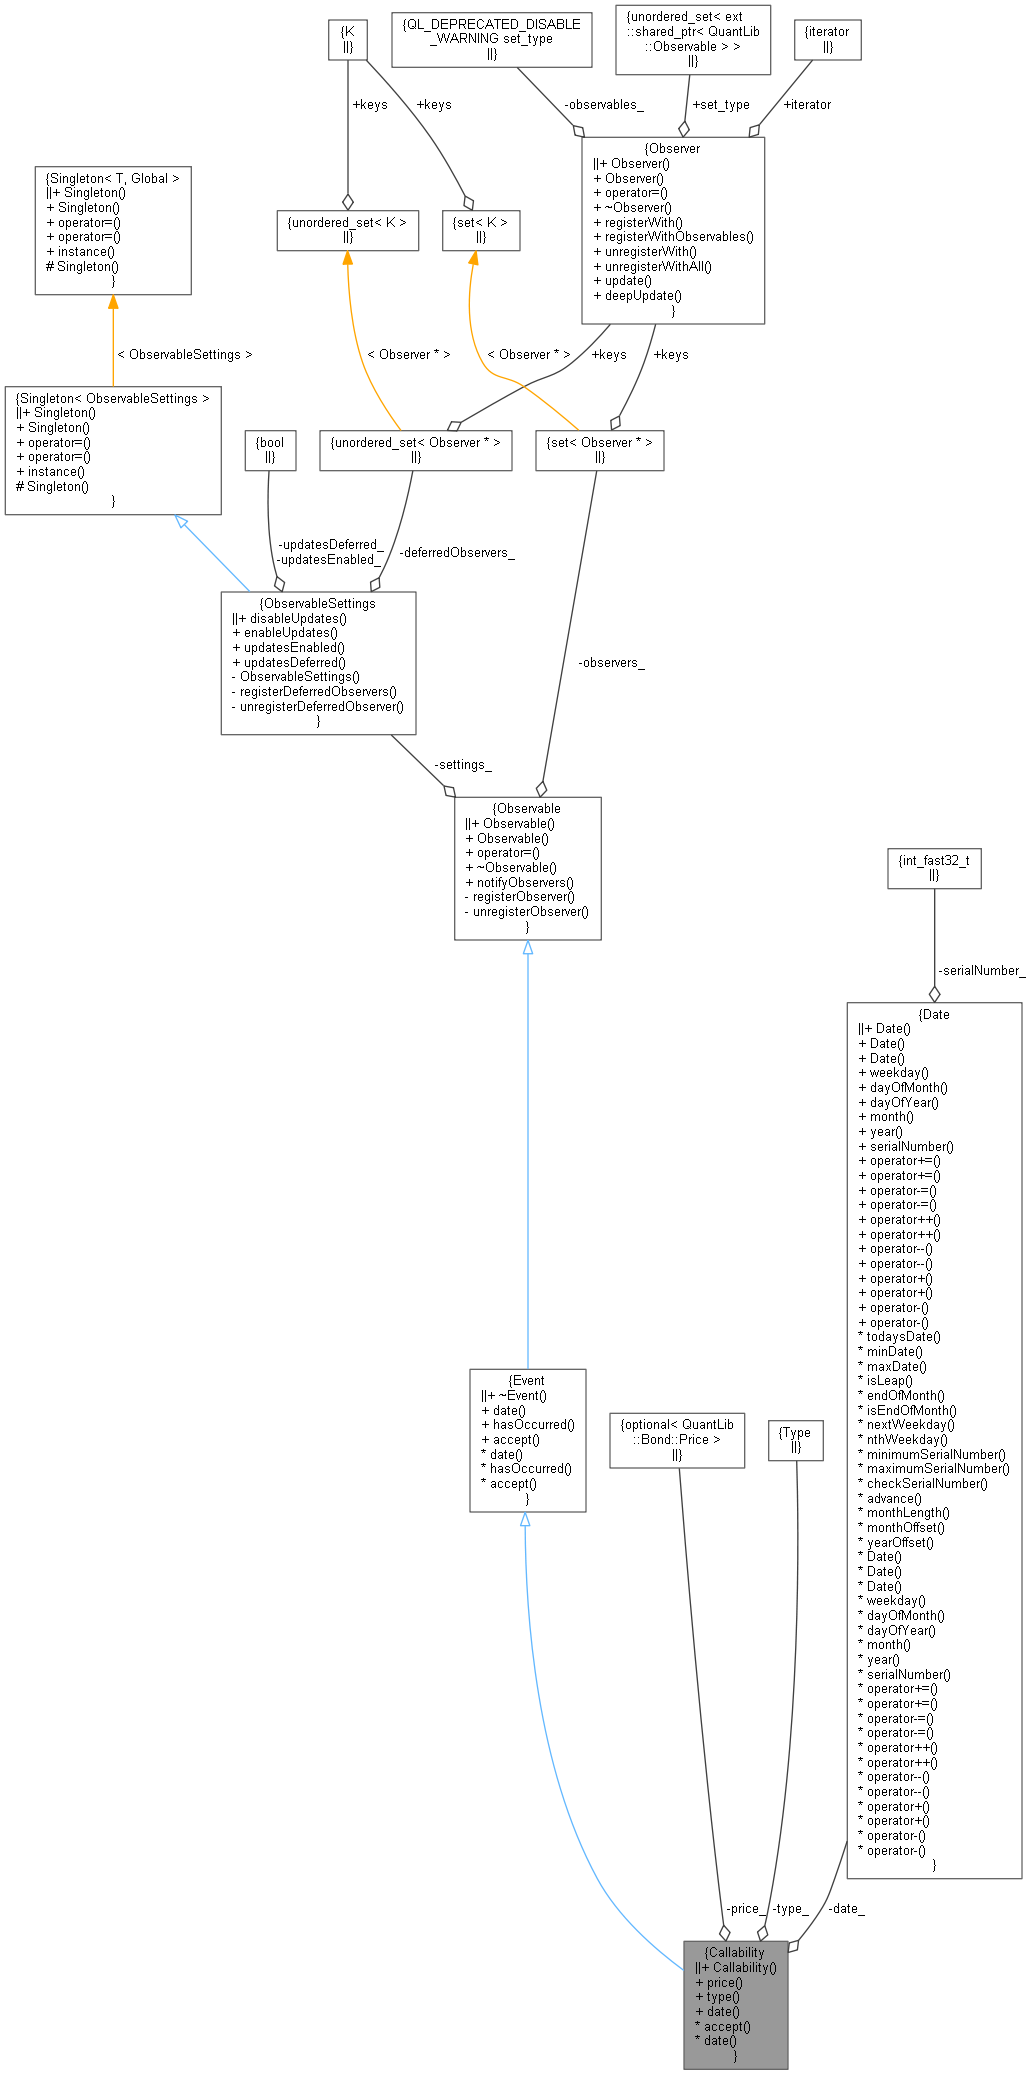 {K
||}
{QL_DEPRECATED_DISABLE
_WARNING set_type
||}
{unordered_set< ext
::shared_ptr< QuantLib
::Observable > >
||}
{iterator
||}
+keys
+keys
-observables_
+set_type
+iterator
{Singleton< T, Global >
||+ Singleton()
+ Singleton()
+ operator=()
+ operator=()
+ instance()
# Singleton()
}
{unordered_set< K >
||}
{set< K >
||}
{Observer
||+ Observer()
+ Observer()
+ operator=()
+ ~Observer()
+ registerWith()
+ registerWithObservables()
+ unregisterWith()
+ unregisterWithAll()
+ update()
+ deepUpdate()
}
< ObservableSettings >
< Observer * >
< Observer * >
+keys
+keys
{Singleton< ObservableSettings >
||+ Singleton()
+ Singleton()
+ operator=()
+ operator=()
+ instance()
# Singleton()
}
{bool
||}
{unordered_set< Observer * >
||}
{set< Observer * >
||}
-updatesDeferred_
-updatesEnabled_
-deferredObservers_
{ObservableSettings
||+ disableUpdates()
+ enableUpdates()
+ updatesEnabled()
+ updatesDeferred()
- ObservableSettings()
- registerDeferredObservers()
- unregisterDeferredObserver()
}
-observers_
-settings_
{Observable
||+ Observable()
+ Observable()
+ operator=()
+ ~Observable()
+ notifyObservers()
- registerObserver()
- unregisterObserver()
}
{int_fast32_t
||}
-serialNumber_
{Date
||+ Date()
+ Date()
+ Date()
+ weekday()
+ dayOfMonth()
+ dayOfYear()
+ month()
+ year()
+ serialNumber()
+ operator+=()
+ operator+=()
+ operator-=()
+ operator-=()
+ operator++()
+ operator++()
+ operator--()
+ operator--()
+ operator+()
+ operator+()
+ operator-()
+ operator-()
* todaysDate()
* minDate()
* maxDate()
* isLeap()
* endOfMonth()
* isEndOfMonth()
* nextWeekday()
* nthWeekday()
* minimumSerialNumber()
* maximumSerialNumber()
* checkSerialNumber()
* advance()
* monthLength()
* monthOffset()
* yearOffset()
* Date()
* Date()
* Date()
* weekday()
* dayOfMonth()
* dayOfYear()
* month()
* year()
* serialNumber()
* operator+=()
* operator+=()
* operator-=()
* operator-=()
* operator++()
* operator++()
* operator--()
* operator--()
* operator+()
* operator+()
* operator-()
* operator-()
}
{Event
||+ ~Event()
+ date()
+ hasOccurred()
+ accept()
* date()
* hasOccurred()
* accept()
}
{optional< QuantLib
::Bond::Price >
||}
{Type
||}
-price_
-type_
-date_
{Callability
||+ Callability()
+ price()
+ type()
+ date()
* accept()
* date()
}